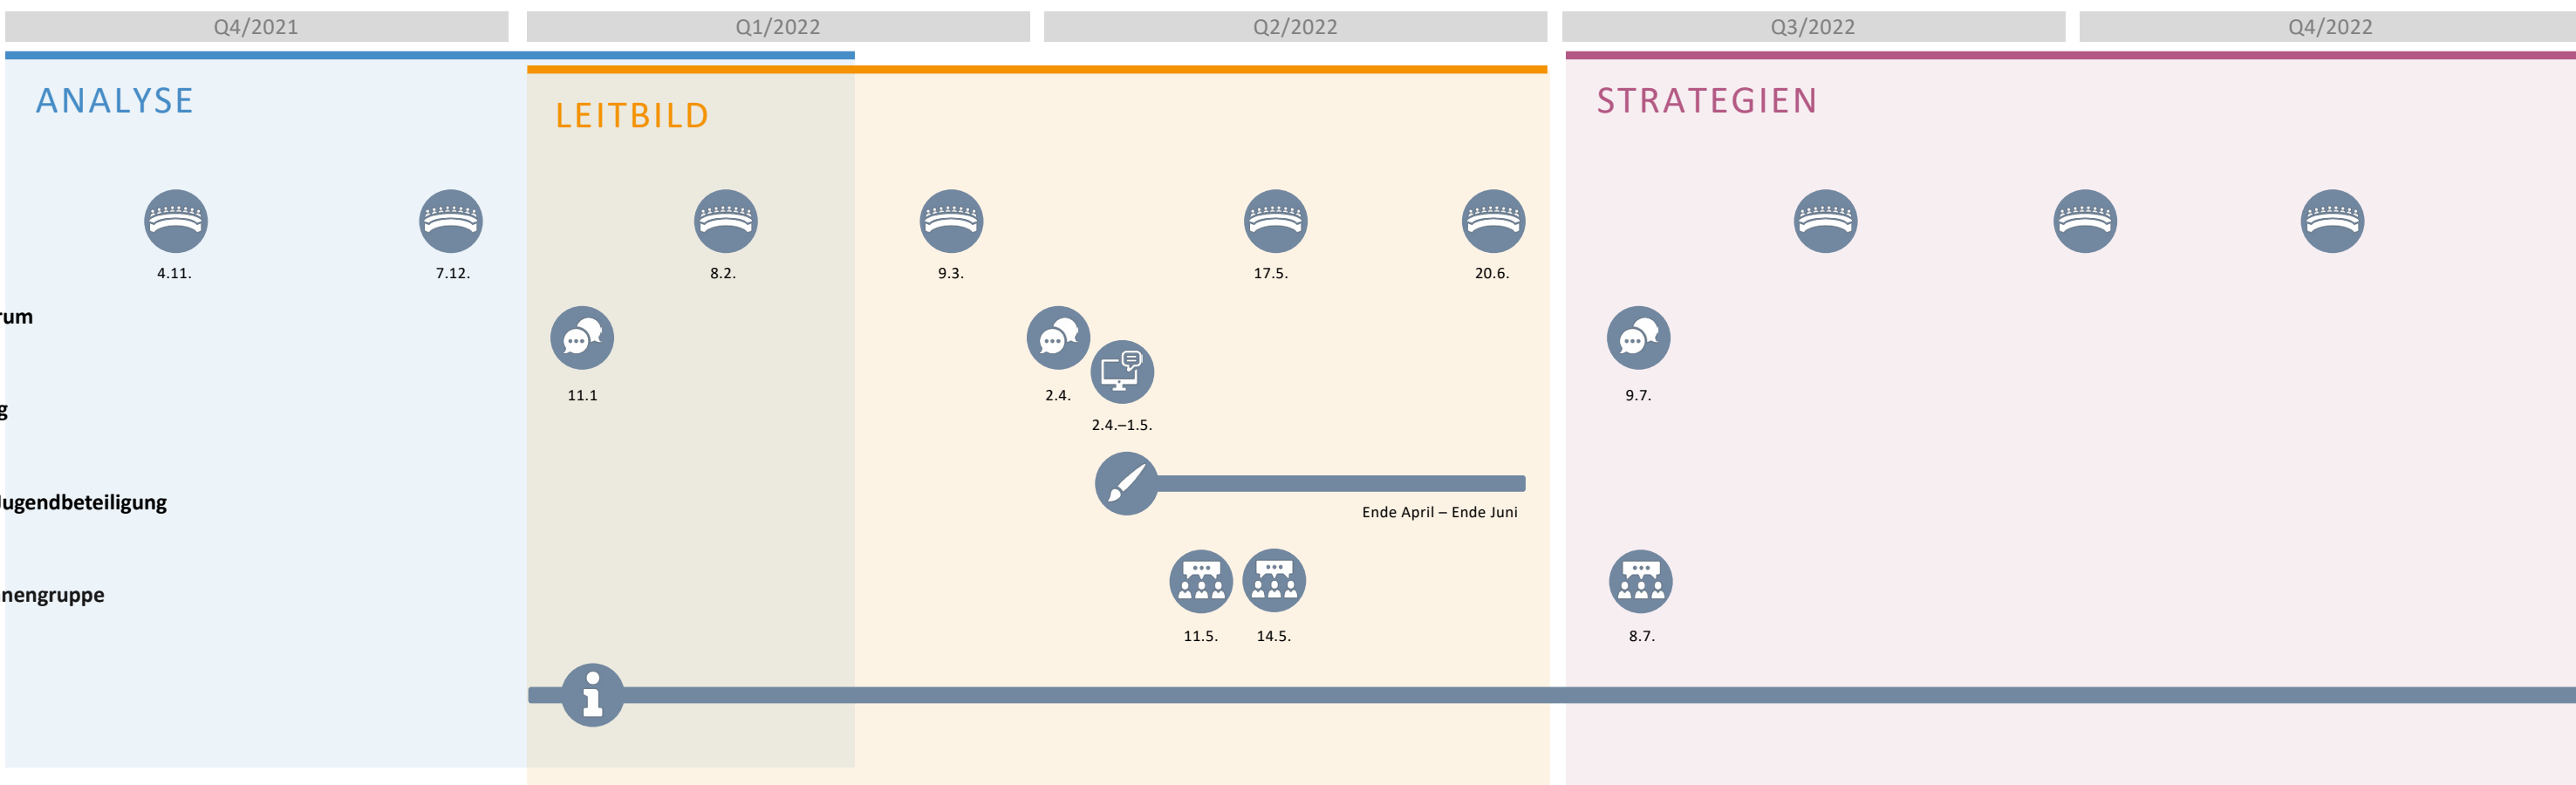 Q4/2021
Q1/2022
Q2/2022
Q3/2022
Q4/2022
ANALYSE
LEITBILD
STRATEGIEN
4.11.
7.12.
8.2.
9.3.
17.5.
20.6.
rum
11.1
2.4.
9.7.
g
2.4.–1.5.
Jugendbeteiligung
Ende April – Ende Juni
nengruppe
11.5.
14.5.
8.7.